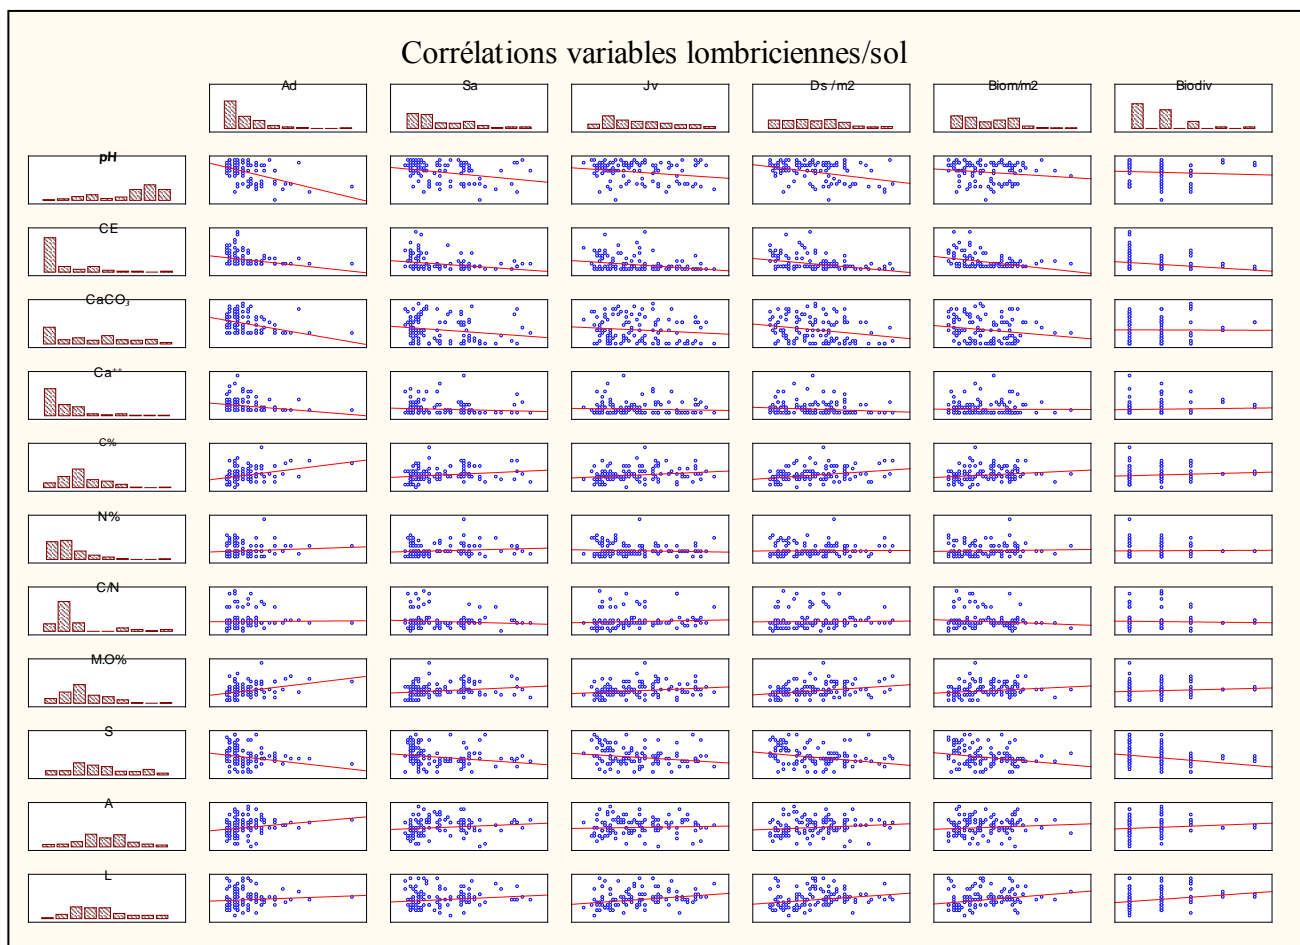 Corrélations variables lombriciennes/sol
Ad Sa Jv Ds /m2 Biom/m2 Biodiv
pH
CE
CaCO₃
Ca⁺⁺
C%
N%
C/N
M.O%
S
A
L